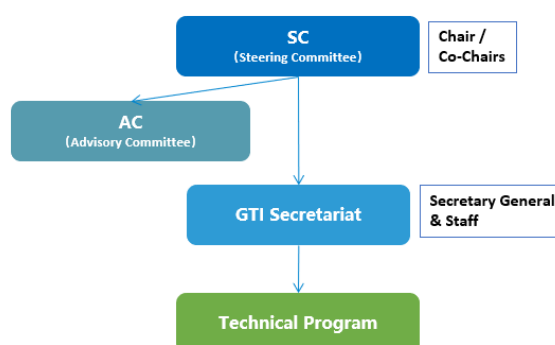 SC
（Steering Committee）
Chair /
Co-Chairs
AC
（Advisory Committee）
GTI Secretariat
Secretary General
& Staff
Technical Program